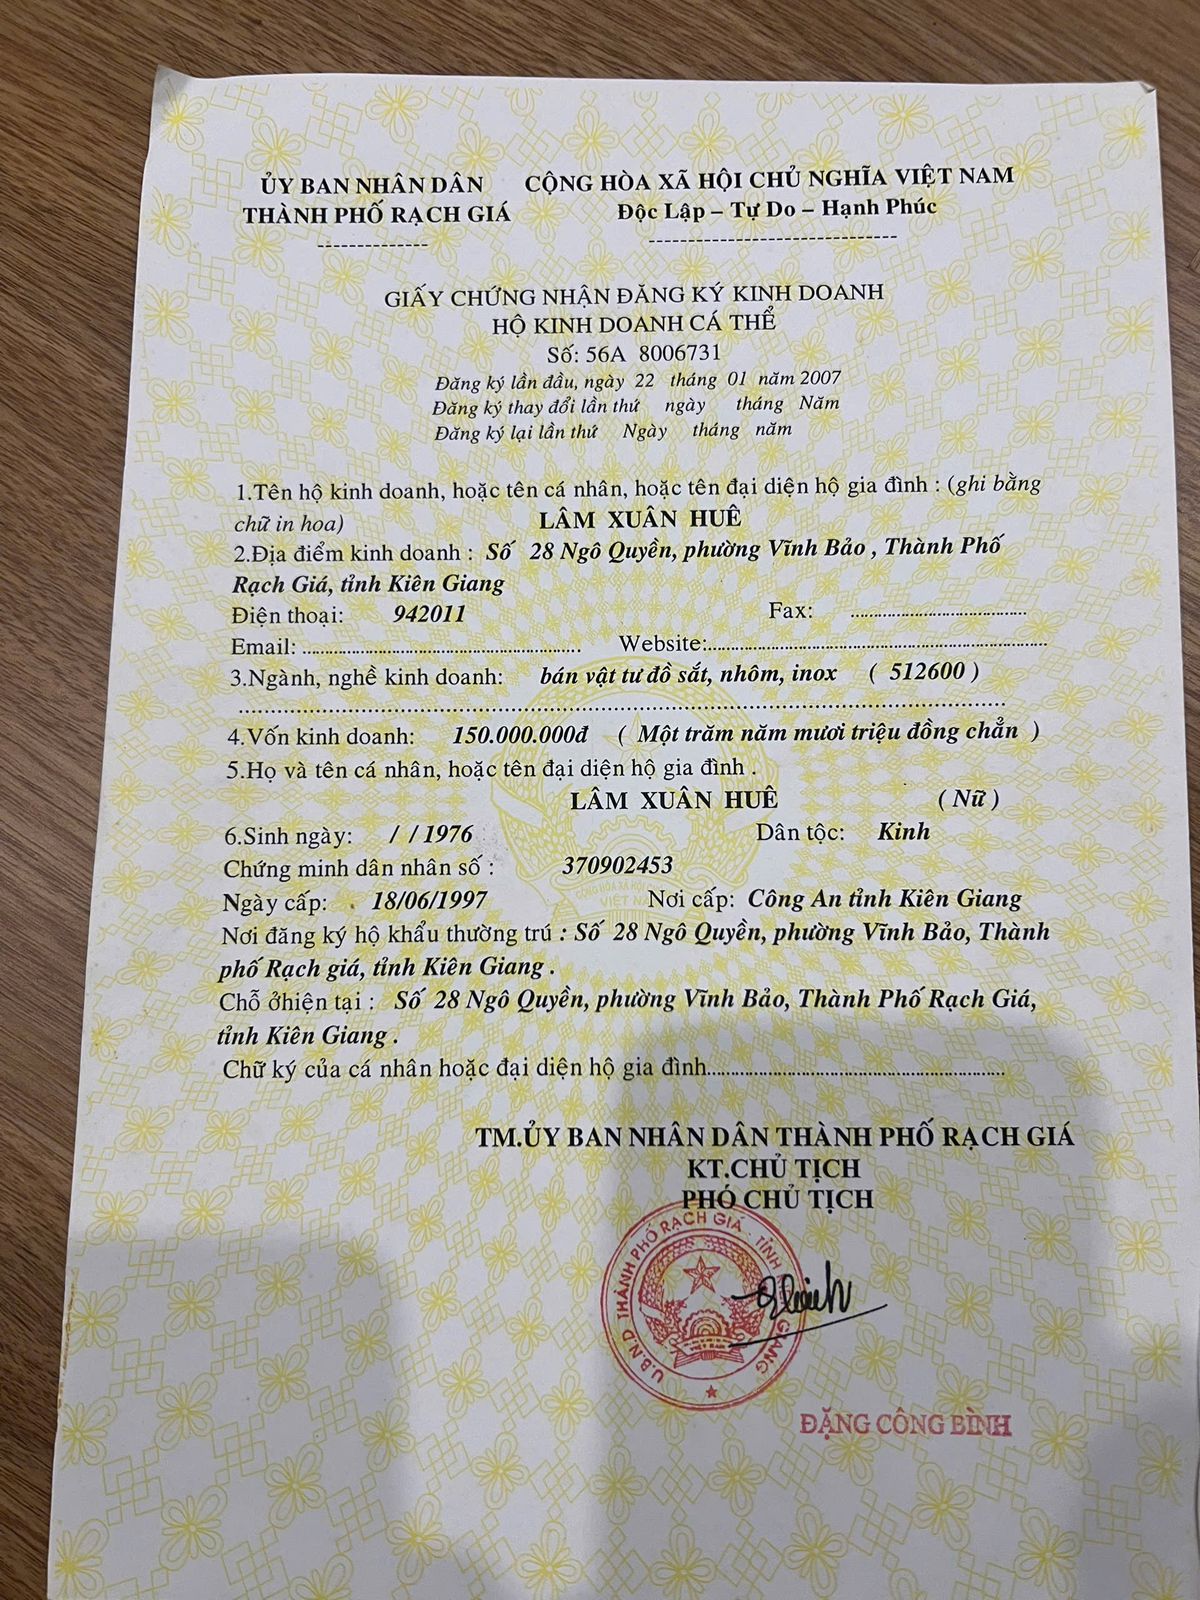 ỦY BAN NHÂN DÂN
THÀNH PHỐ RẠCH GIÁ
--------------
CỘNG HÒA XÃ HỘI CHỦ NGHĨA VIỆT NAM
Độc Lập – Tự Do – Hạnh Phúc
------------------------------
GIẤY CHỨNG NHẬN ĐĂNG KÝ KINH DOANH
HỘ KINH DOANH CÁ THỂ
Số: 56A 8006731
Đăng ký lần đầu, ngày 22 tháng 01 năm 2007
Đăng ký thay đổi lần thứ ngày tháng Năm
Đăng ký lại lần thứ Ngày tháng năm
1.Tên hộ kinh doanh, hoặc tên cá nhân, hoặc tên đại diện hộ gia đình : (ghi bằng
chữ in hoa) LÂM XUÂN HUÊ
2.Địa điểm kinh doanh : Số 28 Ngô Quyền, phường Vĩnh Bảo , Thành Phố
Rạch Giá, tỉnh Kiên Giang
Điện thoại: 942011 Fax: ....................................
Email: ........................................................ Website:....................................................................
3.Ngành, nghề kinh doanh: bán vật tư đồ sắt, nhôm, inox ( 512600 )
................................................................................................................
4.Vốn kinh doanh: 150.000.000đ ( Một trăm năm mươi triệu đồng chẳn )
5.Họ và tên cá nhân, hoặc tên đại diện hộ gia đình .
LÂM XUÂN HUÊ ( Nữ )
6.Sinh ngày: / / 1976 Dân tộc: Kinh
Chứng minh dân nhân số : 370902453
Ngày cấp: 18/06/1997 Nơi cấp: Công An tỉnh Kiên Giang
Nơi đăng ký hộ khẩu thường trú : Số 28 Ngô Quyền, phường Vĩnh Bảo, Thành
phố Rạch giá, tỉnh Kiên Giang .
Chỗ ởhiện tại : Số 28 Ngô Quyền, phường Vĩnh Bảo, Thành Phố Rạch Giá,
tỉnh Kiên Giang .
Chữ ký của cá nhân hoặc đại diện hộ gia đình............................................................
TM.ỦY BAN NHÂN DÂN THÀNH PHỐ RẠCH GIÁ
KT.CHỦ TỊCH
PHÓ CHỦ TỊCH
U.B.N.D THÀNH PHỐ RẠCH GIÁ - TỈNH GIANG
VIỆT NAM
ĐẶNG CÔNG BÌNH